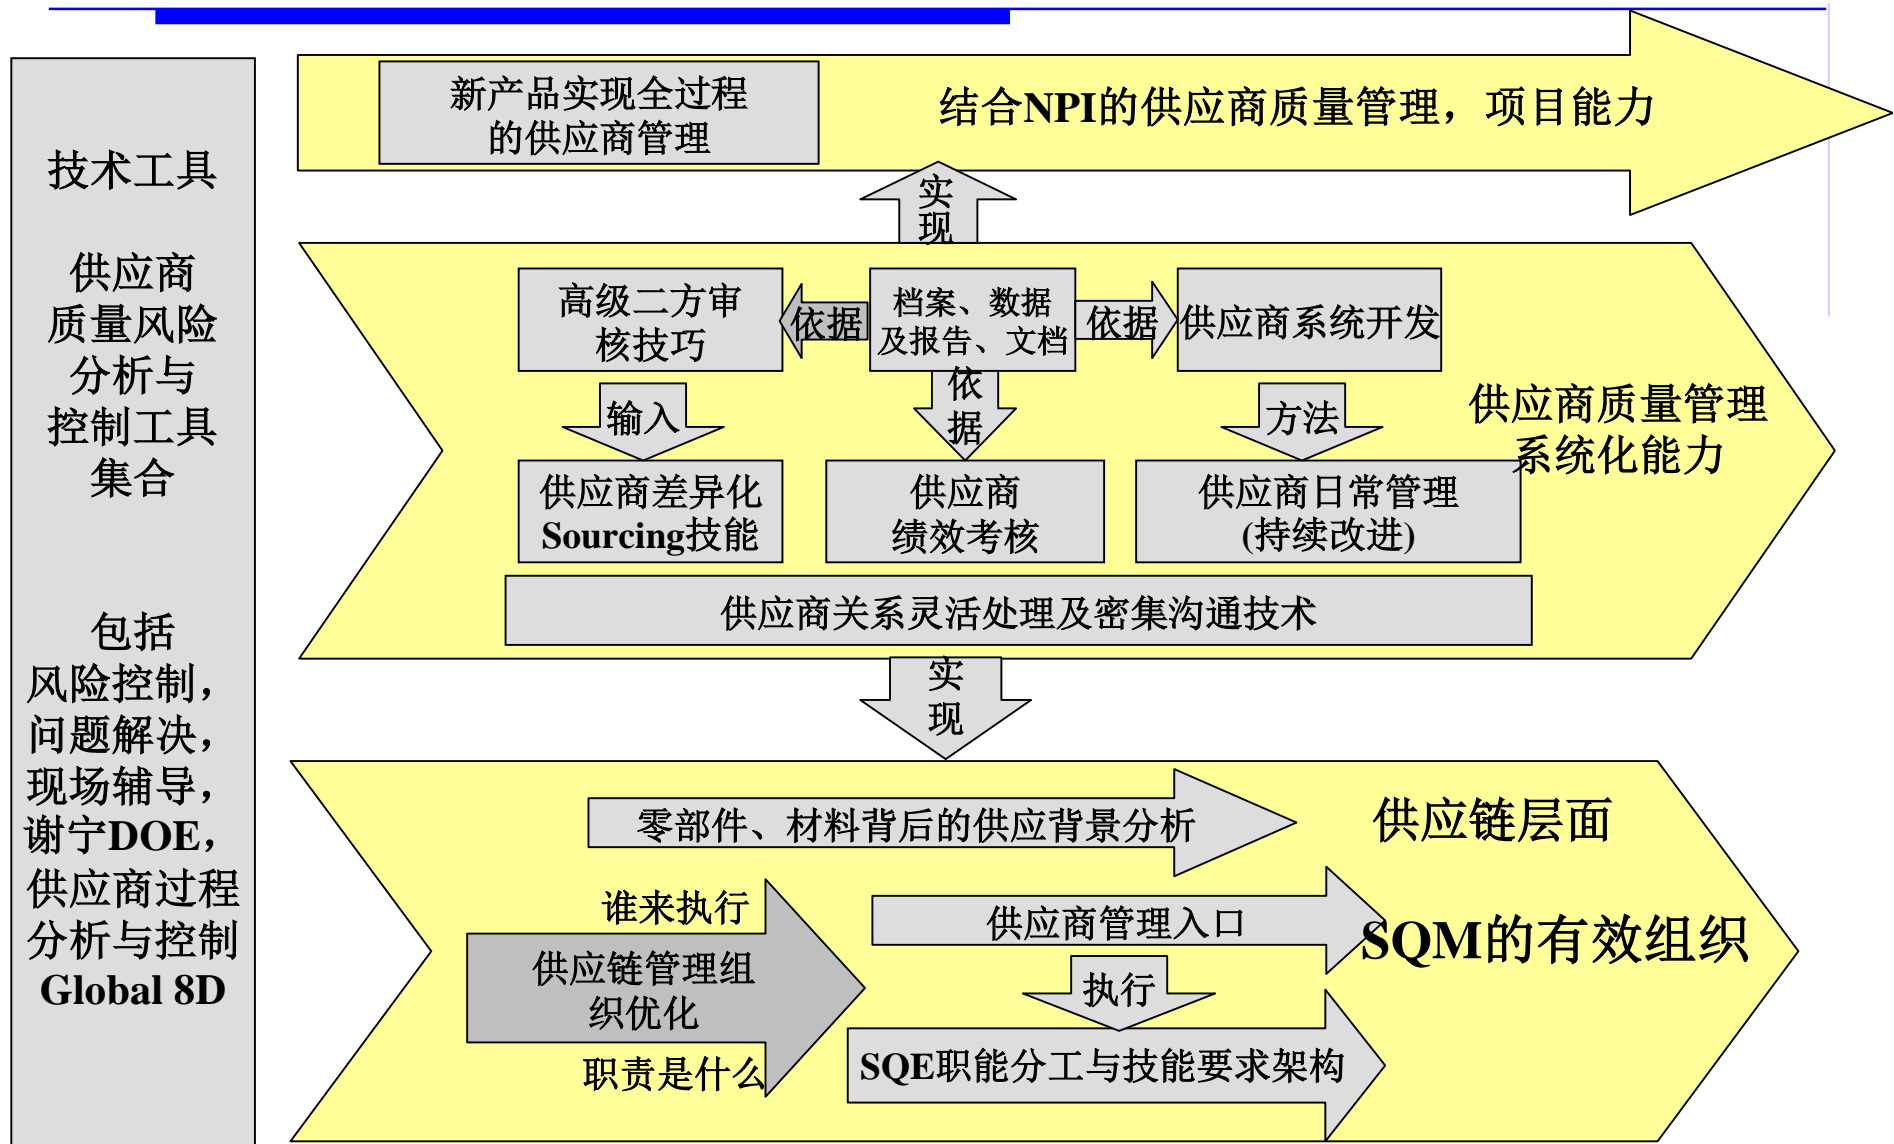 技术工具
供应商
质量风险
分析与
控制工具
集合
包括
风险控制，
问题解决，
现场辅导，
谢宁DOE，
供应商过程
分析与控制
Global 8D
新产品实现全过程
的供应商管理
结合NPI的供应商质量管理，项目能力
实
现
高级二方审
核技巧
依据
档案、数据
及报告、文档
依据
供应商系统开发
输入
依
据
方法
供应商质量管理
系统化能力
供应商差异化
Sourcing技能
供应商
绩效考核
供应商日常管理
(持续改进)
供应商关系灵活处理及密集沟通技术
实
现
零部件、材料背后的供应背景分析
供应链层面
谁来执行
供应链管理组
织优化
职责是什么
供应商管理入口
SQM的有效组织
执行
SQE职能分工与技能要求架构